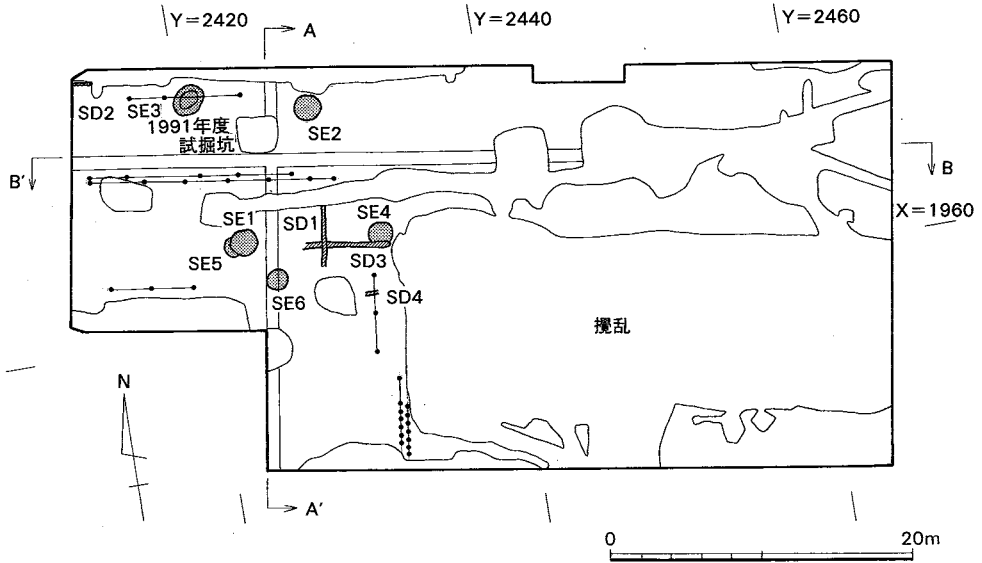 Y=2420
Y=2440
Y=2460
A
SD2
SE3
1991年度
試掘坑
SE2
B'
B
X=1960
SE1
SD1
SE4
SE5
SD3
SE6
SD4
攪乱
N
A'
0
20m